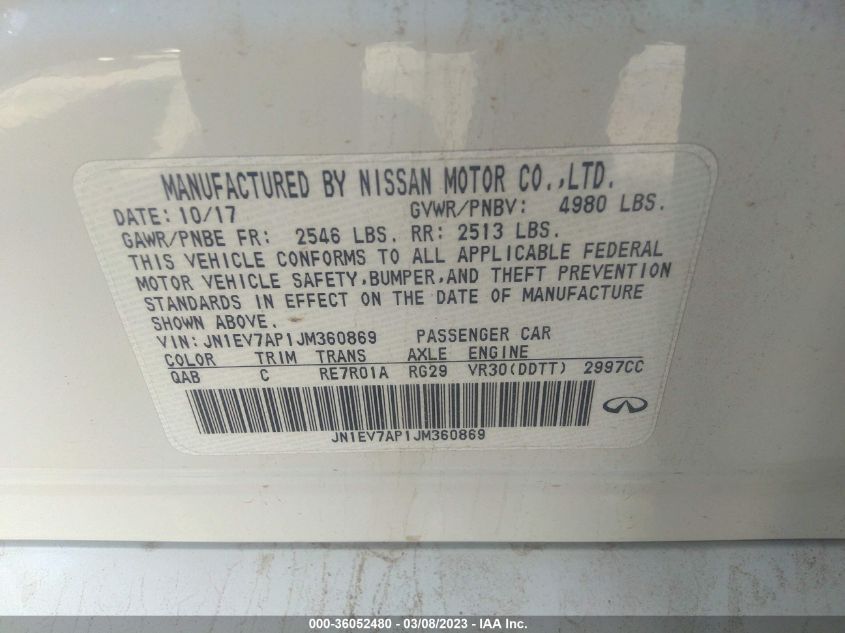 MANUFACTURED BY NISSAN MOTOR CO.,LTD.
DATE: 10/17 GVWR/PNBV: 4980 LBS.
GAWR/PNBE FR: 2546 LBS. RR: 2513 LBS.
THIS VEHICLE CONFORMS TO ALL APPLICABLE FEDERAL
MOTOR VEHICLE SAFETY,BUMPER,AND THEFT PREVENTION
STANDARDS IN EFFECT ON THE DATE OF MANUFACTURE
SHOWN ABOVE.
VIN: JN1EV7AP1JM360869 PASSENGER CAR
COLOR TRIM TRANS AXLE ENGINE
QAB C RE7R01A RG29 VR30(DDTT) 2997CC
JN1EV7AP1JM360869
000-36052480 - 03/08/2023 - IAA Inc.